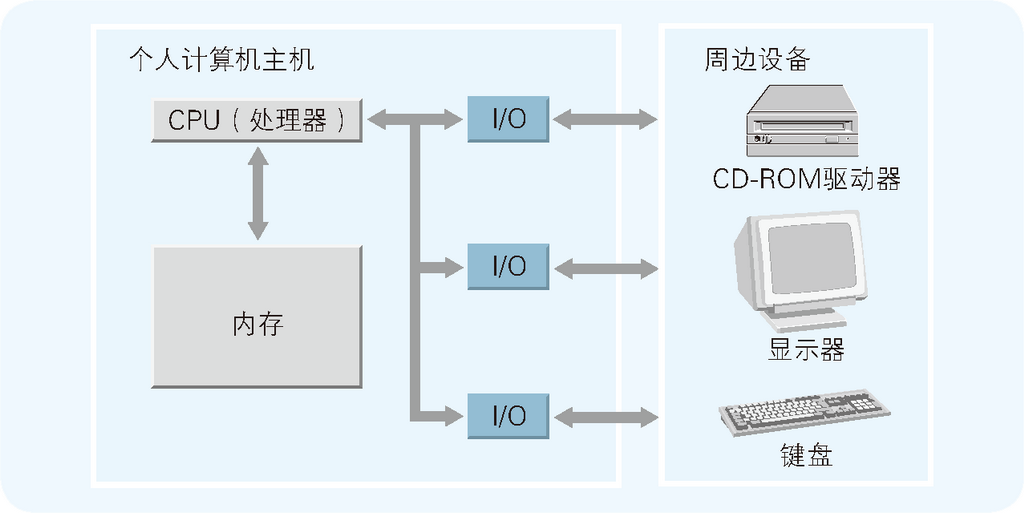 个人计算机主机
周边设备
CPU（处理器）
I/O
CD-ROM驱动器
I/O
内存
显示器
I/O
键盘